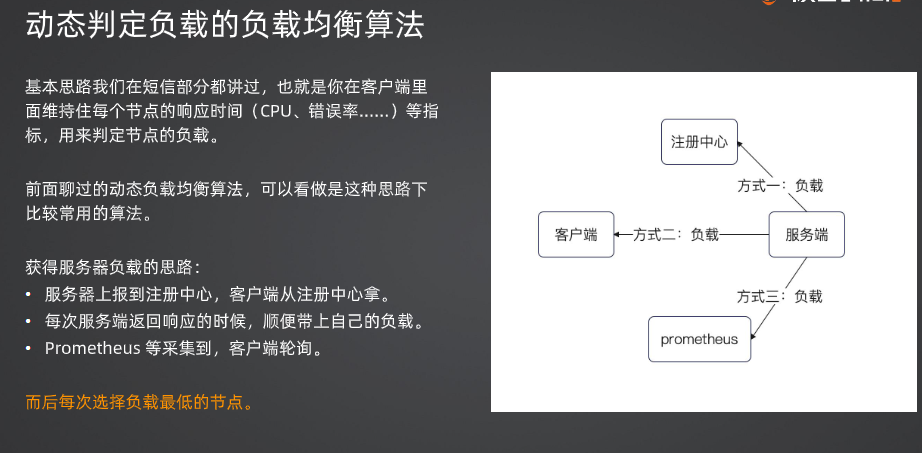 动态判定负载的负载均衡算法
基本思路我们在短信部分都讲过，也就是你在客户端里
面维持住每个节点的响应时间（CPU、错误率……）等指
标，用来判定节点的负载。
前面聊过的动态负载均衡算法，可以看做是这种思路下
比较常用的算法。
获得服务器负载的思路：
• 服务器上报到注册中心，客户端从注册中心拿。
• 每次服务端返回响应的时候，顺便带上自己的负载。
• Prometheus 等采集到，客户端轮询。
而后每次选择负载最低的节点。
注册中心
方式一：负载
客户端
方式二：负载
服务端
方式三：负载
prometheus